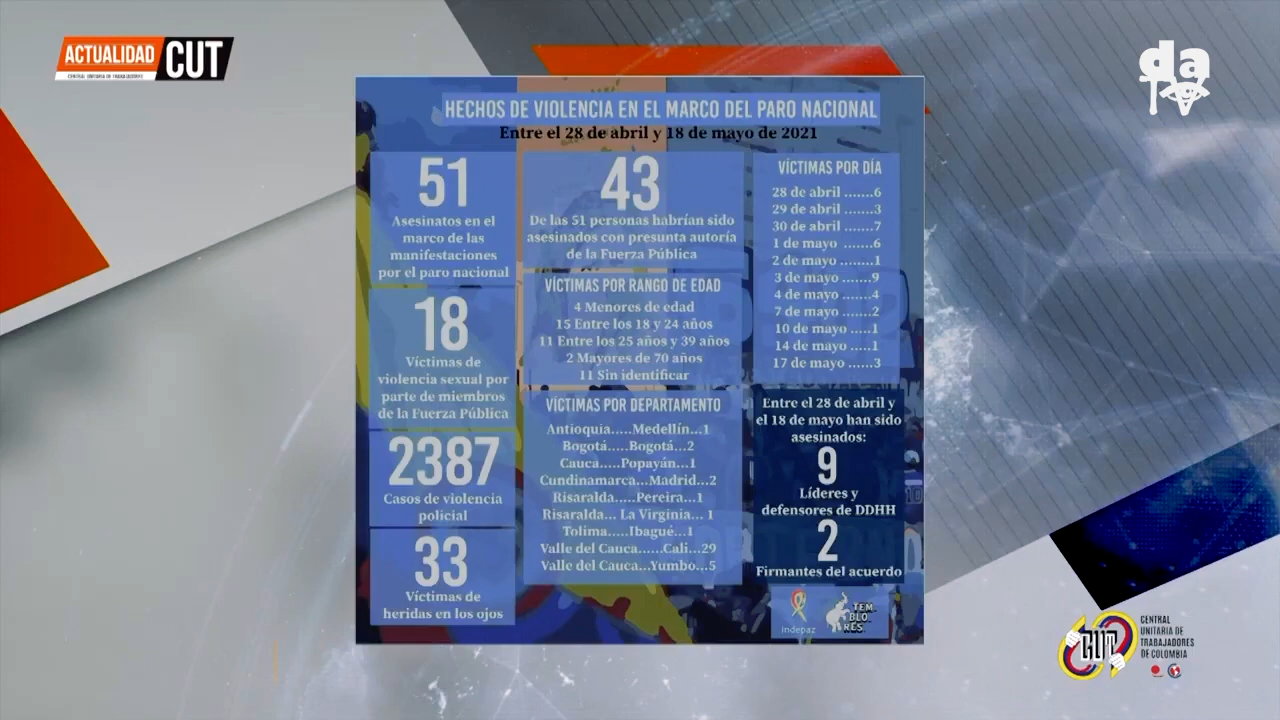 ACTUALIDAD CUT
CENTRAL UNITARIA DE TRABAJADORES
da
HECHOS DE VIOLENCIA EN EL MARCO DEL PARO NACIONAL
Entre el 28 de abril y 18 de mayo de 2021
51
Asesinatos en el
marco de las
manifestaciones
por el paro nacional
18
Víctimas de
violencia sexual por
parte de miembros
de la Fuerza Pública
2387
Casos de violencia
policial
33
Víctimas de
heridas en los ojos
43
De las 51 personas habrían sido
asesinados con presunta autoría
de la Fuerza Pública
VÍCTIMAS POR RANGO DE EDAD
4 Menores de edad
15 Entre los 18 y 24 años
11 Entre los 25 años y 39 años
2 Mayores de 70 años
11 Sin identificar
VÍCTIMAS POR DEPARTAMENTO
Antioquia.....Medellín...1
Bogotá.....Bogotá...2
Cauca....Popayán...1
Cundinamarca...Madrid...2
Risaralda....Pereira...1
Risaralda... La Virginia... 1
Tolima.....Ibagué...1
Valle del Cauca......Cali...29
Valle del Cauca...Yumbo...5
VÍCTIMAS POR DÍA
28 de abril .......6
29 de abril .......3
30 de abril .......7
1 de mayo .......6
2 de mayo ........1
3 de mayo .......9
4 de mayo .......4
7 de mayo .......2
10 de mayo .....1
14 de mayo .....1
17 de mayo ......3
Entre el 28 de abril y
el 18 de mayo han sido
asesinados:
9
Líderes y
defensores de DDHH
2
Firmantes del acuerdo
indepaz
TEM
BLO
RES
CUT
CENTRAL
UNITARIA DE
TRABAJADORES
DE COLOMBIA